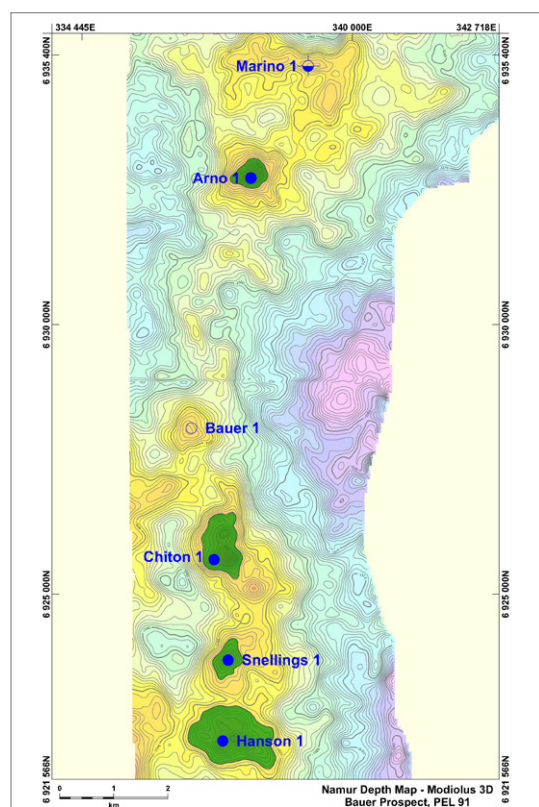 334 445E 340 000E 342 718E
6 935 400N 6 935 400N
Marino 1
Arno 1
6 930 000N 6 930 000N
Bauer 1
Chiton 1
6 925 000N 6 925 000N
Snellings 1
Hanson 1
6 921 566N 6 921 566N
0 1 2
km
Namur Depth Map - Modiolus 3D
Bauer Prospect, PEL 91